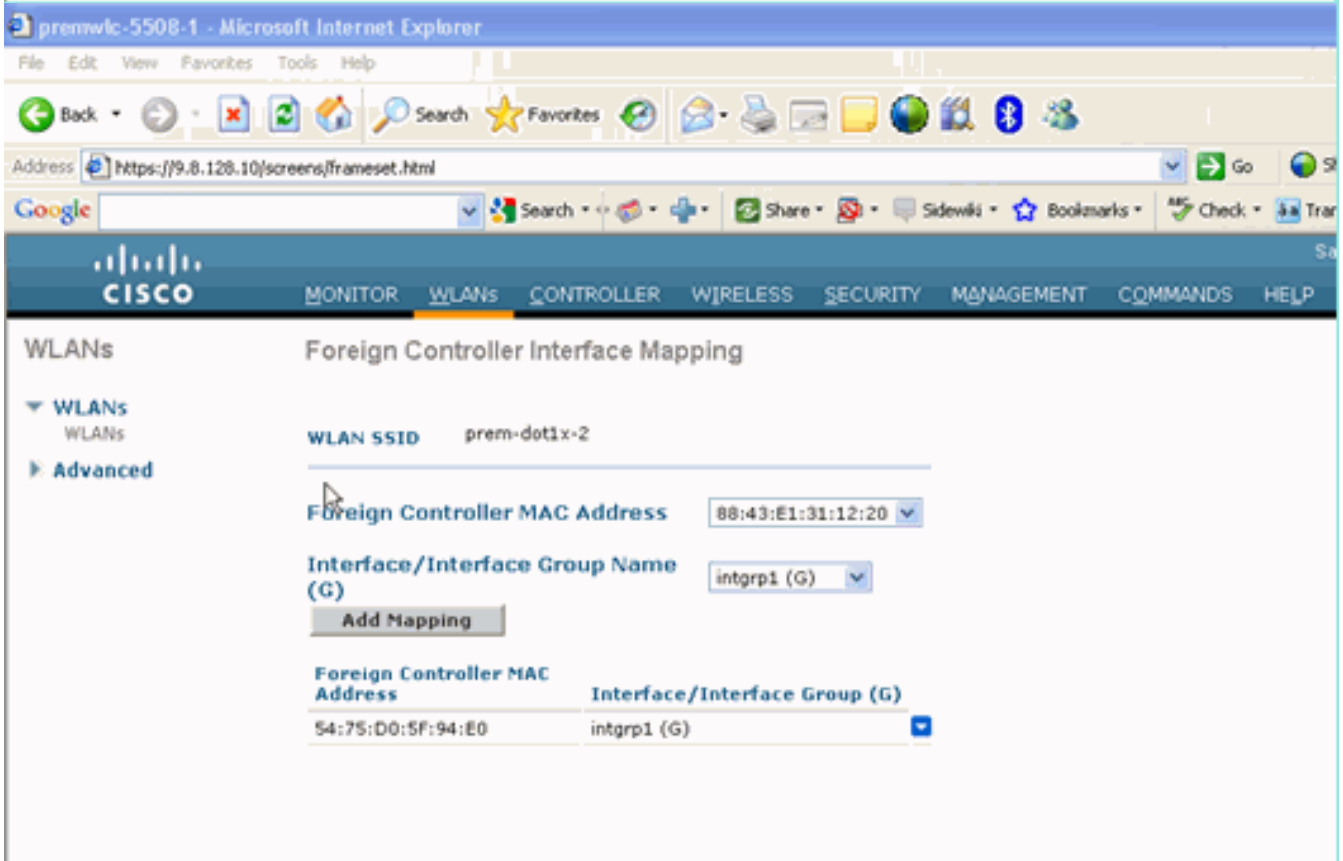 premwlc-5508-1 - Microsoft Internet Explorer
File Edit View Favorites Tools Help
Back Search Favorites
Address https://9.8.128.10/screens/frameset.html Go
Google Search Share Sidewiki Bookmarks Check
CISCO MONITOR WLANs CONTROLLER WIRELESS SECURITY MANAGEMENT COMMANDS HELP
WLANs
Foreign Controller Interface Mapping
WLANs
WLANs
Advanced
WLAN SSID prem-dot1x-2
Foreign Controller MAC Address 88:43:E1:31:12:20
Interface/Interface Group Name
(G) intgrp1 (G)
Add Mapping
Foreign Controller MAC
Address Interface/Interface Group (G)
54:75:D0:5F:94:E0 intgrp1 (G)